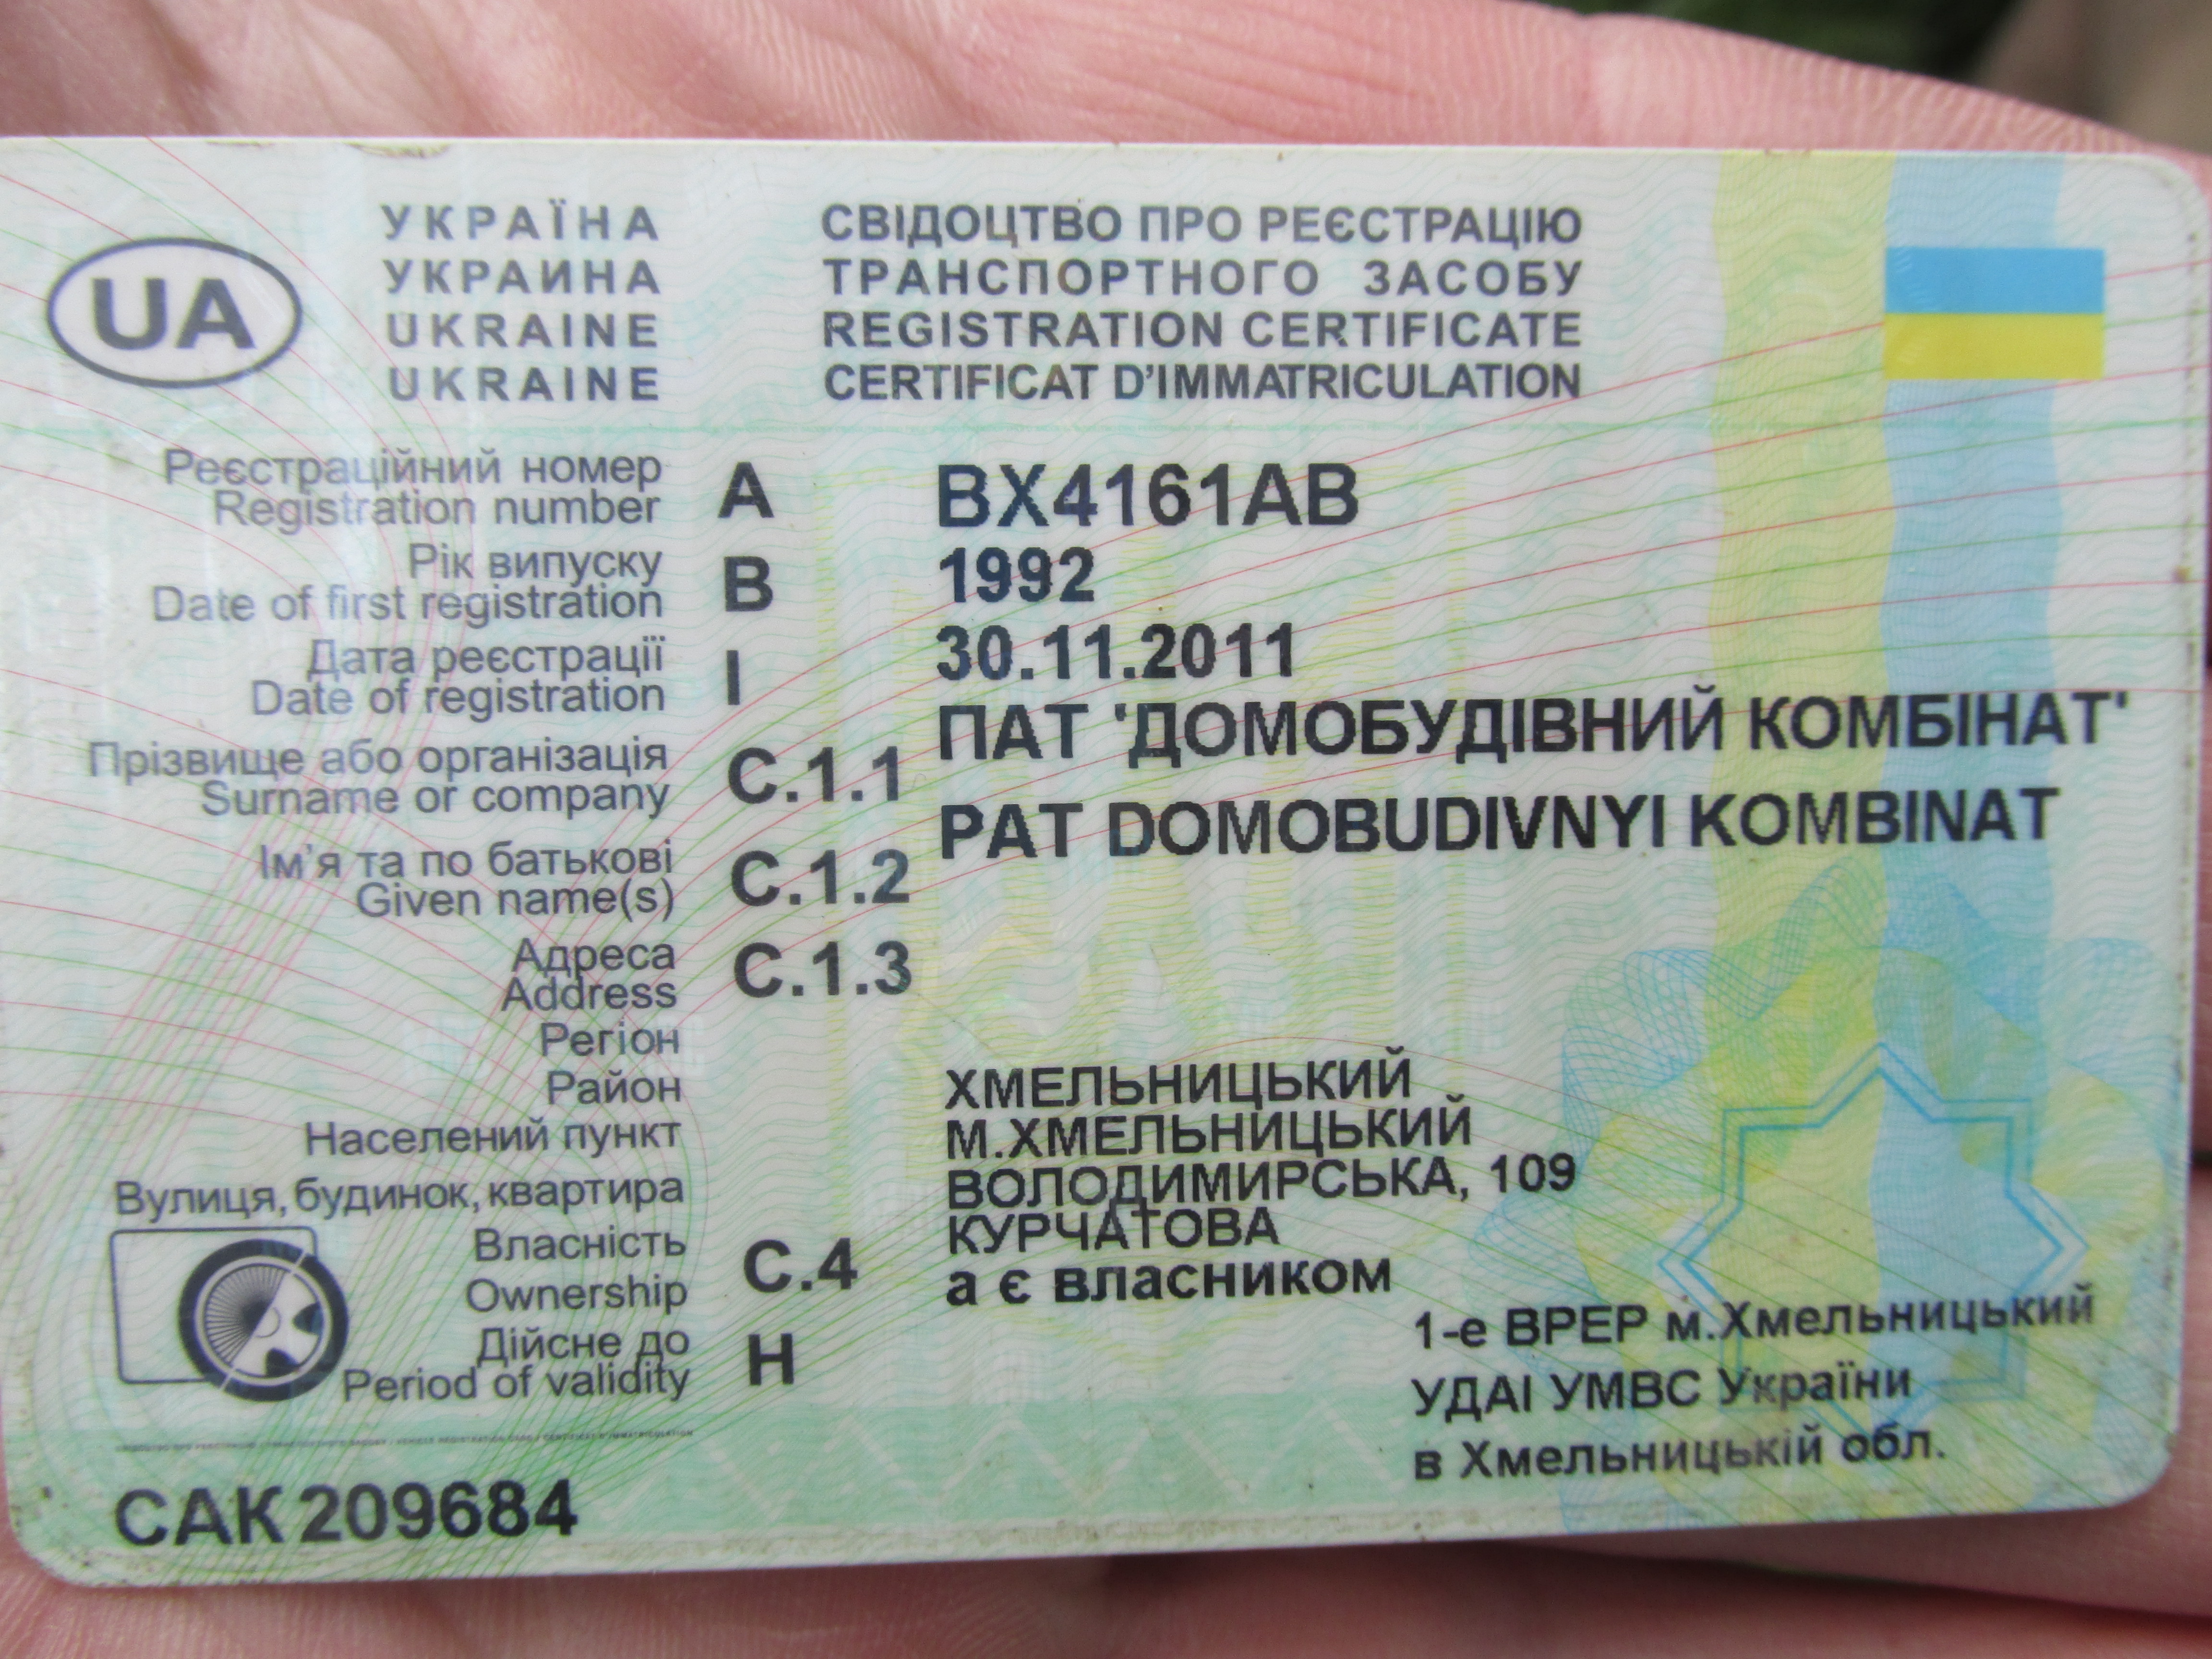 UA
УКРАЇНА
УКРАИНА
UKRAINE
UKRAINE
СВІДОЦТВО ПРО РЕЄСТРАЦІЮ
ТРАНСПОРТНОГО ЗАСОБУ
REGISTRATION CERTIFICATE
CERTIFICAT D'IMMATRICULATION
Реєстраційний номер
Registration number
A
BX4161AB
Рік випуску
Date of first registration
B
1992
Дата реєстрації
Date of registration
I
30.11.2011
Прізвище або організація
Surname or company
C.1.1
ПАТ 'ДОМОБУДІВНИЙ КОМБІНАТ'
PAT DOMOBUDIVNYI KOMBINAT
Ім'я та по батькові
Given name(s)
C.1.2
Адреса
Address
C.1.3
Регіон
Район
ХМЕЛЬНИЦЬКИЙ
Населений пункт
М.ХМЕЛЬНИЦЬКИЙ
Вулиця, будинок, квартира
ВОЛОДИМИРСЬКА, 109
КУРЧАТОВА
Власність
Ownership
C.4
а є власником
Дійсне до
Period of validity
H
1-е ВРЕР м.Хмельницький
УДАІ УМВС України
в Хмельницькій обл.
САК 209684